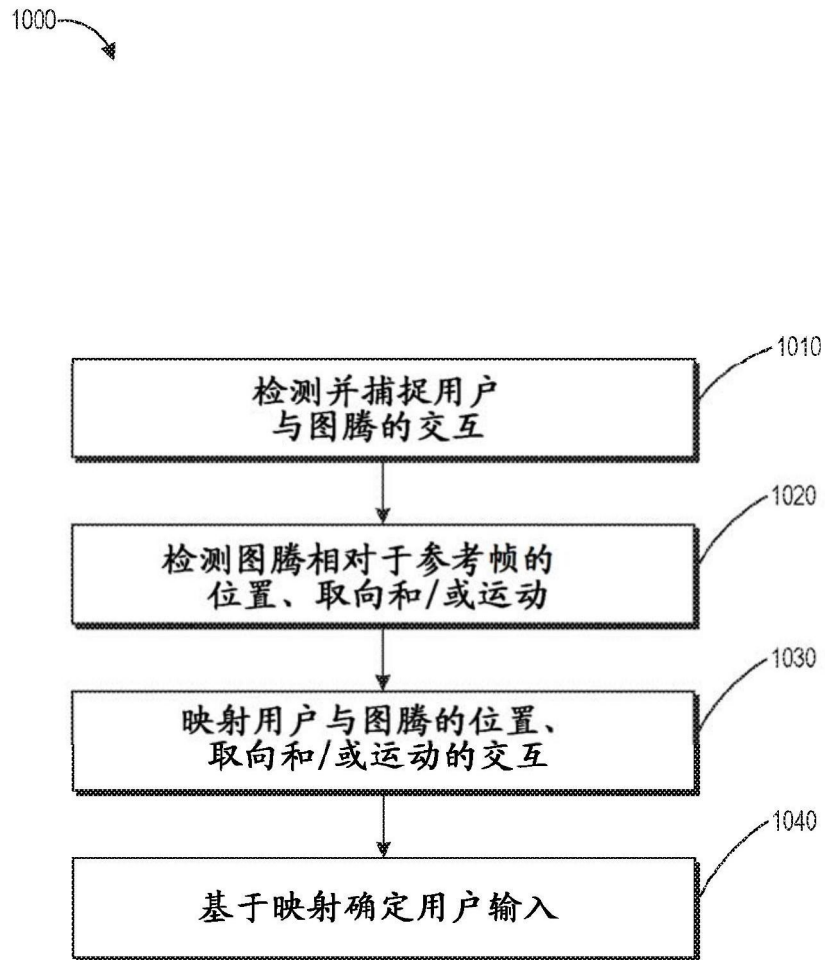 1000
1010
检测并捕捉用户
与图腾的交互
1020
检测图腾相对于参考帧的
位置、取向和/或运动
1030
映射用户与图腾的位置、
取向和/或运动的交互
1040
基于映射确定用户输入